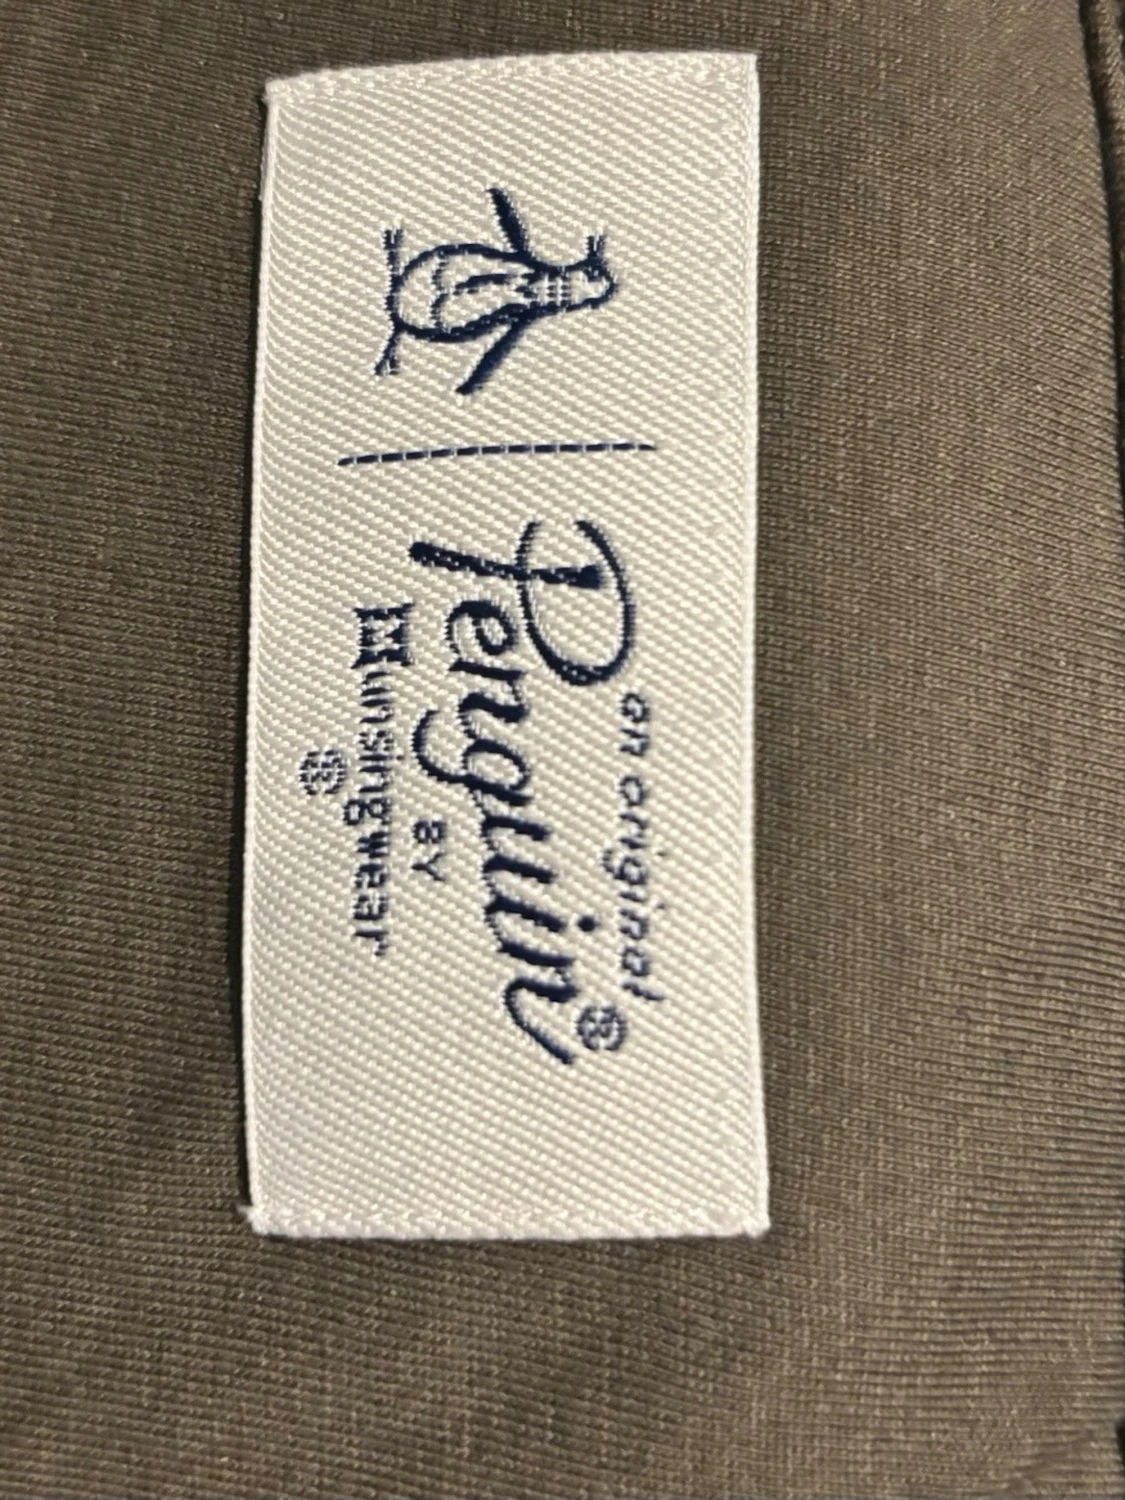 an original
Penguin®
BY
Munsingwear
®